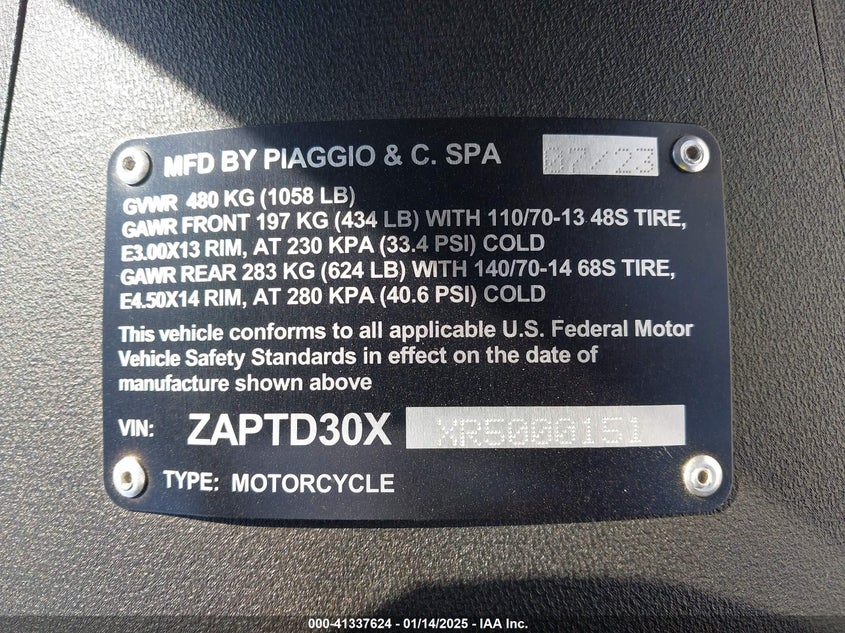 MFD BY PIAGGIO & C. SPA 07/23
GVWR 480 KG (1058 LB)
GAWR FRONT 197 KG (434 LB) WITH 110/70-13 48S TIRE,
E3.00X13 RIM, AT 230 KPA (33.4 PSI) COLD
GAWR REAR 283 KG (624 LB) WITH 140/70-14 68S TIRE,
E4.50X14 RIM, AT 280 KPA (40.6 PSI) COLD
This vehicle conforms to all applicable U.S. Federal Motor
Vehicle Safety Standards in effect on the date of
manufacture shown above
VIN: ZAPTD30X XR5000151
TYPE: MOTORCYCLE
000-41337624 - 01/14/2025 - IAA Inc.